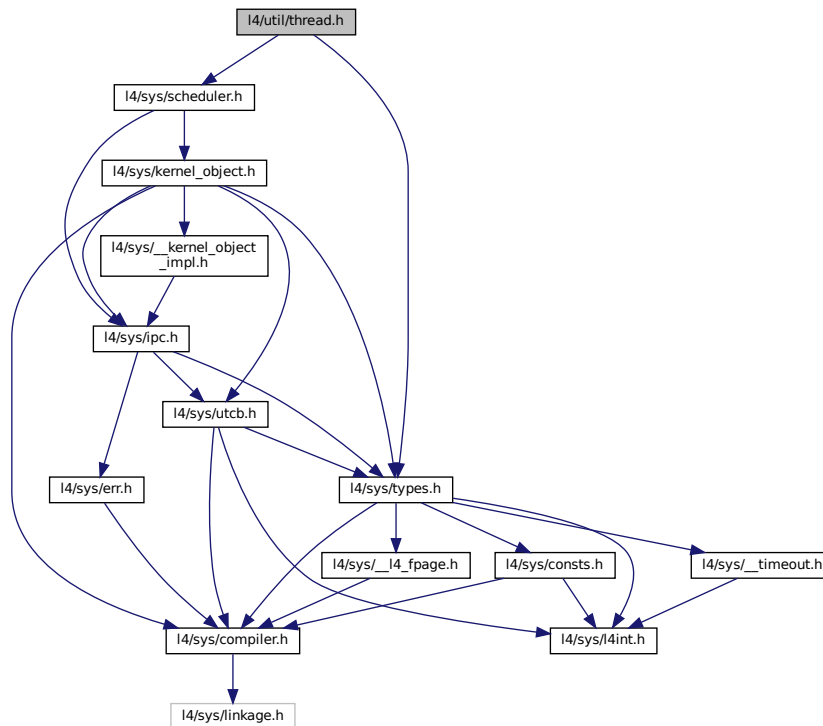 l4/util/thread.h
l4/sys/scheduler.h
l4/sys/kernel_object.h
l4/sys/__kernel_object
_impl.h
l4/sys/ipc.h
l4/sys/utcb.h
l4/sys/err.h
l4/sys/types.h
l4/sys/__l4_fpage.h
l4/sys/consts.h
l4/sys/__timeout.h
l4/sys/compiler.h
l4/sys/l4int.h
l4/sys/linkage.h